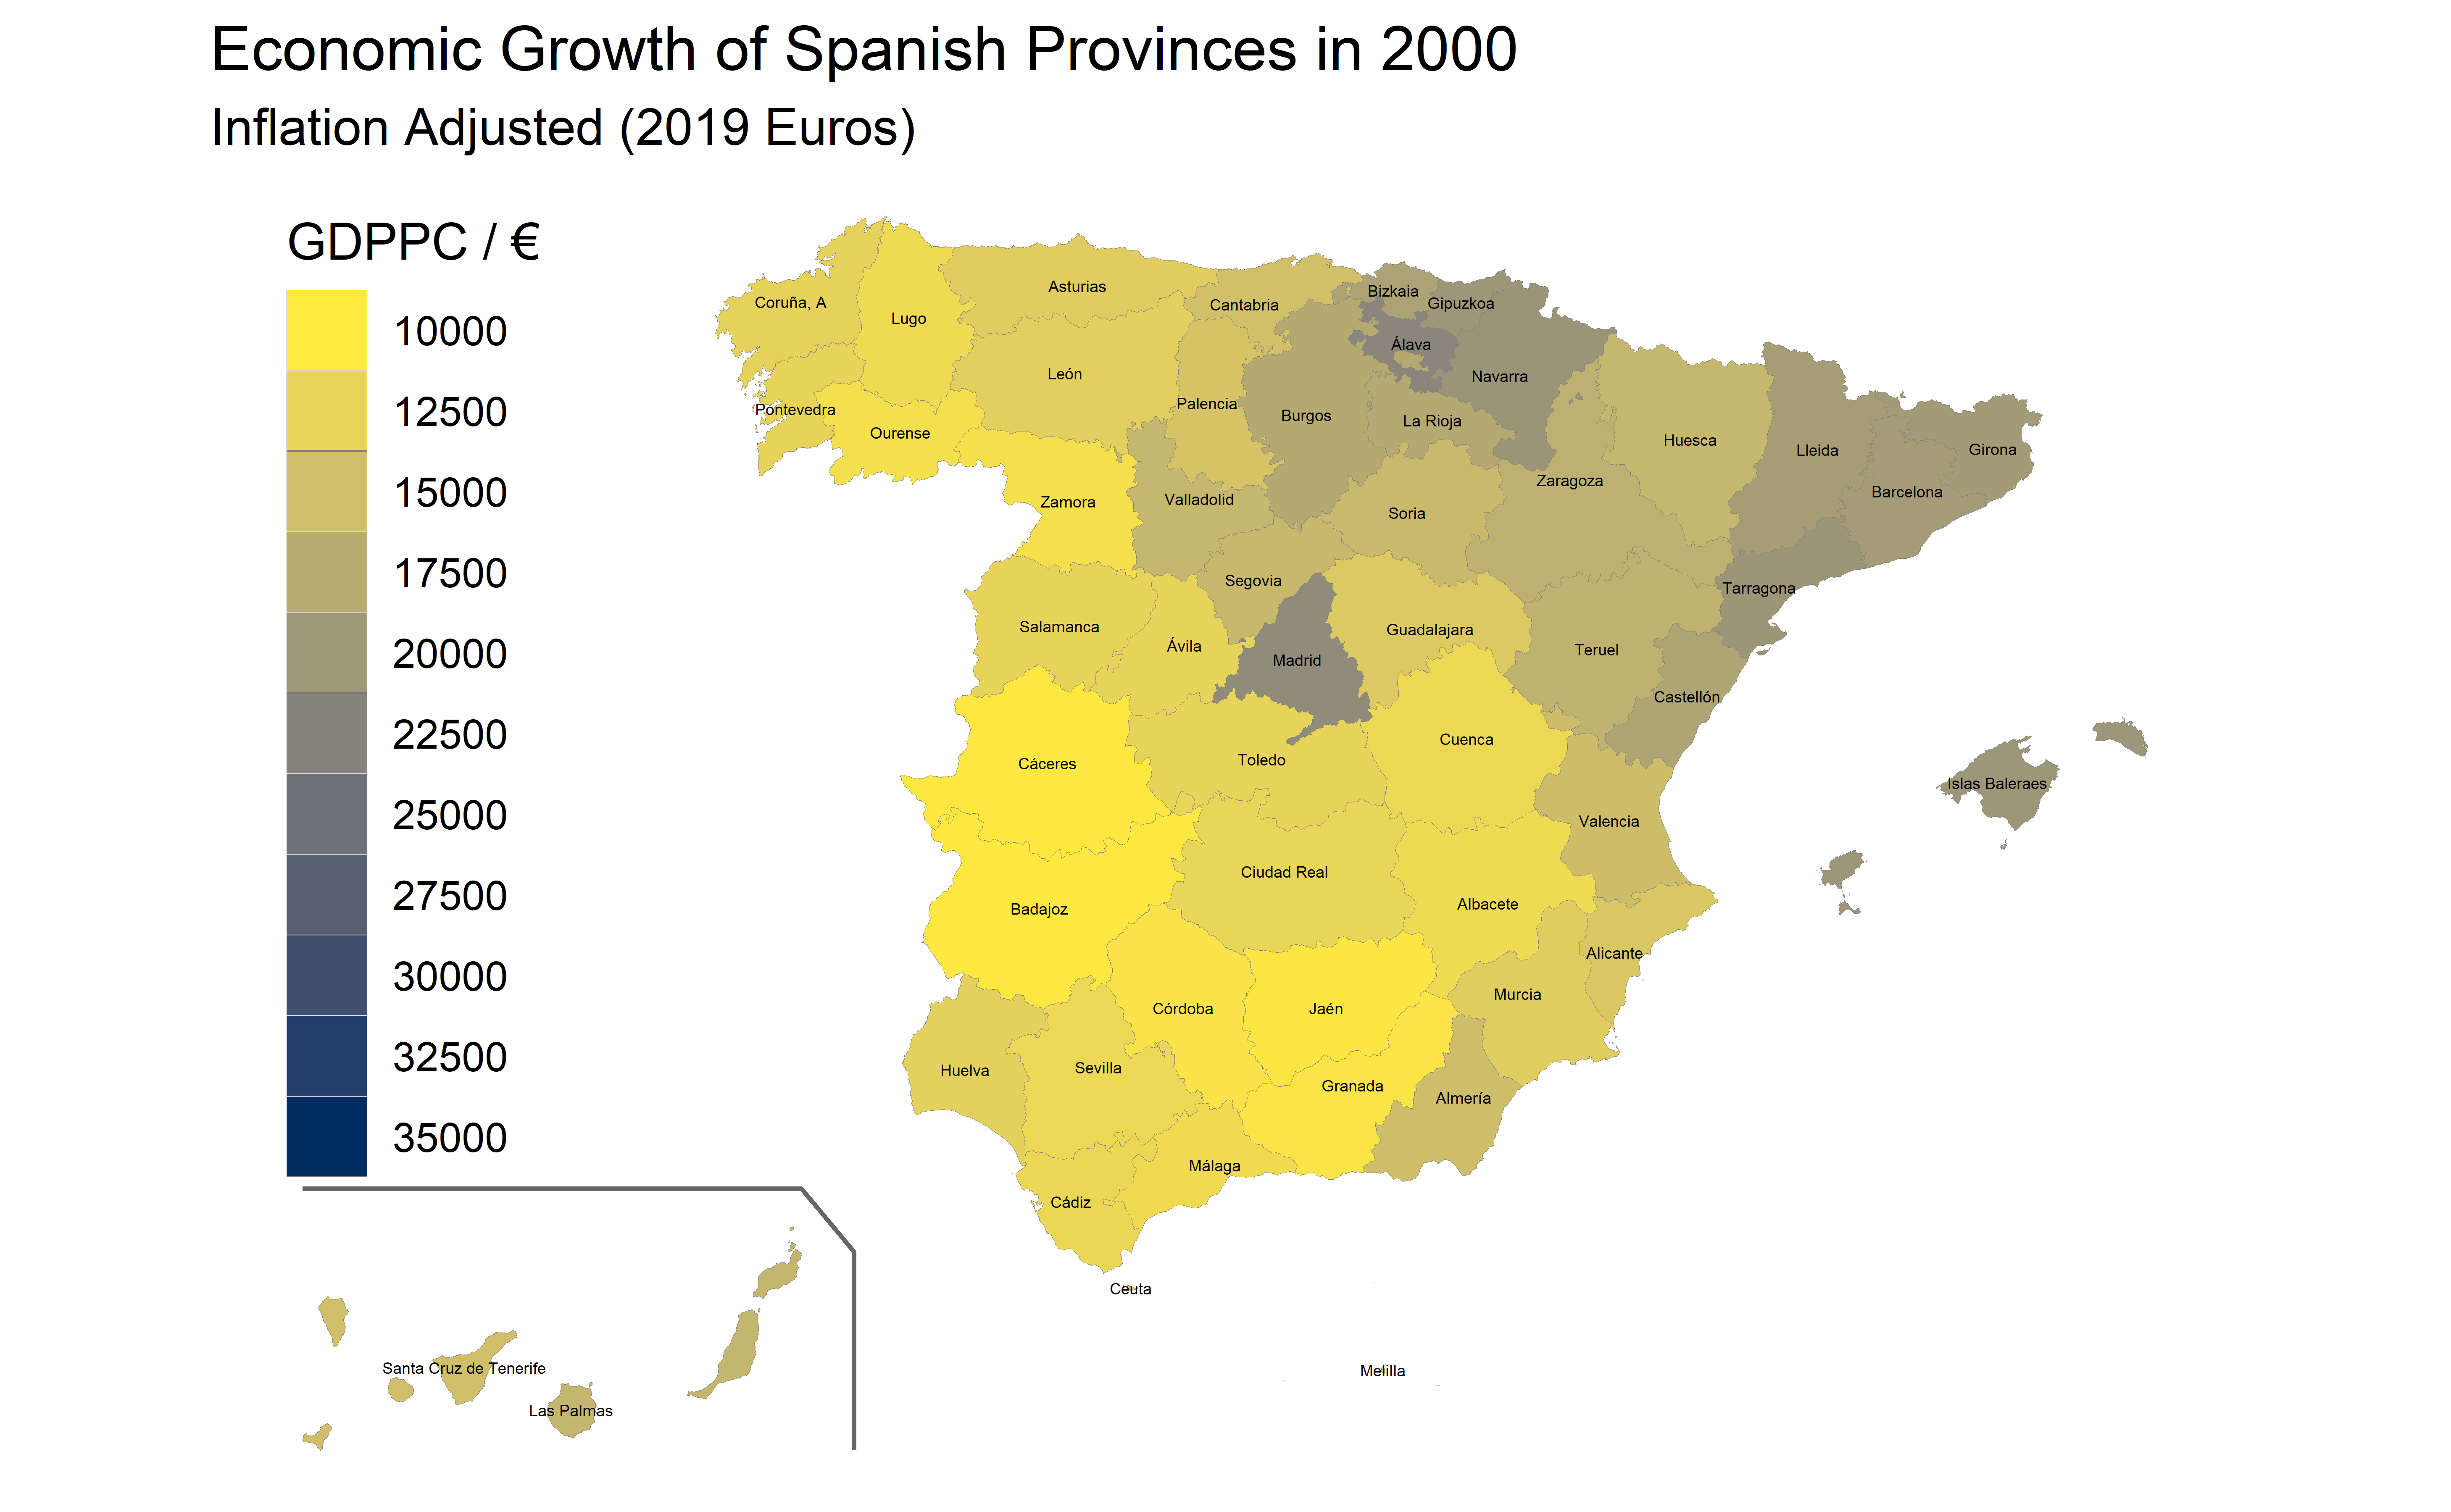 Economic Growth of Spanish Provinces in 2000
Inflation Adjusted (2019 Euros)
GDPPC / €
10000
12500
15000
17500
20000
22500
25000
27500
30000
32500
35000
Coruña, A
Lugo
Asturias
Cantabria
Bizkaia
Gipuzkoa
Álava
Navarra
León
Palencia
Burgos
La Rioja
Pontevedra
Ourense
Huesca
Lleida
Girona
Barcelona
Zamora
Valladolid
Soria
Zaragoza
Segovia
Tarragona
Salamanca
Ávila
Madrid
Guadalajara
Teruel
Castellón
Cáceres
Toledo
Cuenca
Islas Baleraes
Valencia
Ciudad Real
Badajoz
Albacete
Alicante
Córdoba
Jaén
Murcia
Huelva
Sevilla
Granada
Almería
Málaga
Cádiz
Ceuta
Melilla
Santa Cruz de Tenerife
Las Palmas